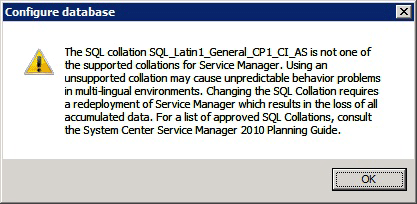 Configure database
The SQL collation SQL_Latin1_General_CP1_CI_AS is not one of
the supported collations for Service Manager. Using an
unsupported collation may cause unpredictable behavior problems
in multi-lingual environments. Changing the SQL Collation requires
a redeployment of Service Manager which results in the loss of all
accumulated data. For a list of approved SQL Collations, consult
the System Center Service Manager 2010 Planning Guide.
OK